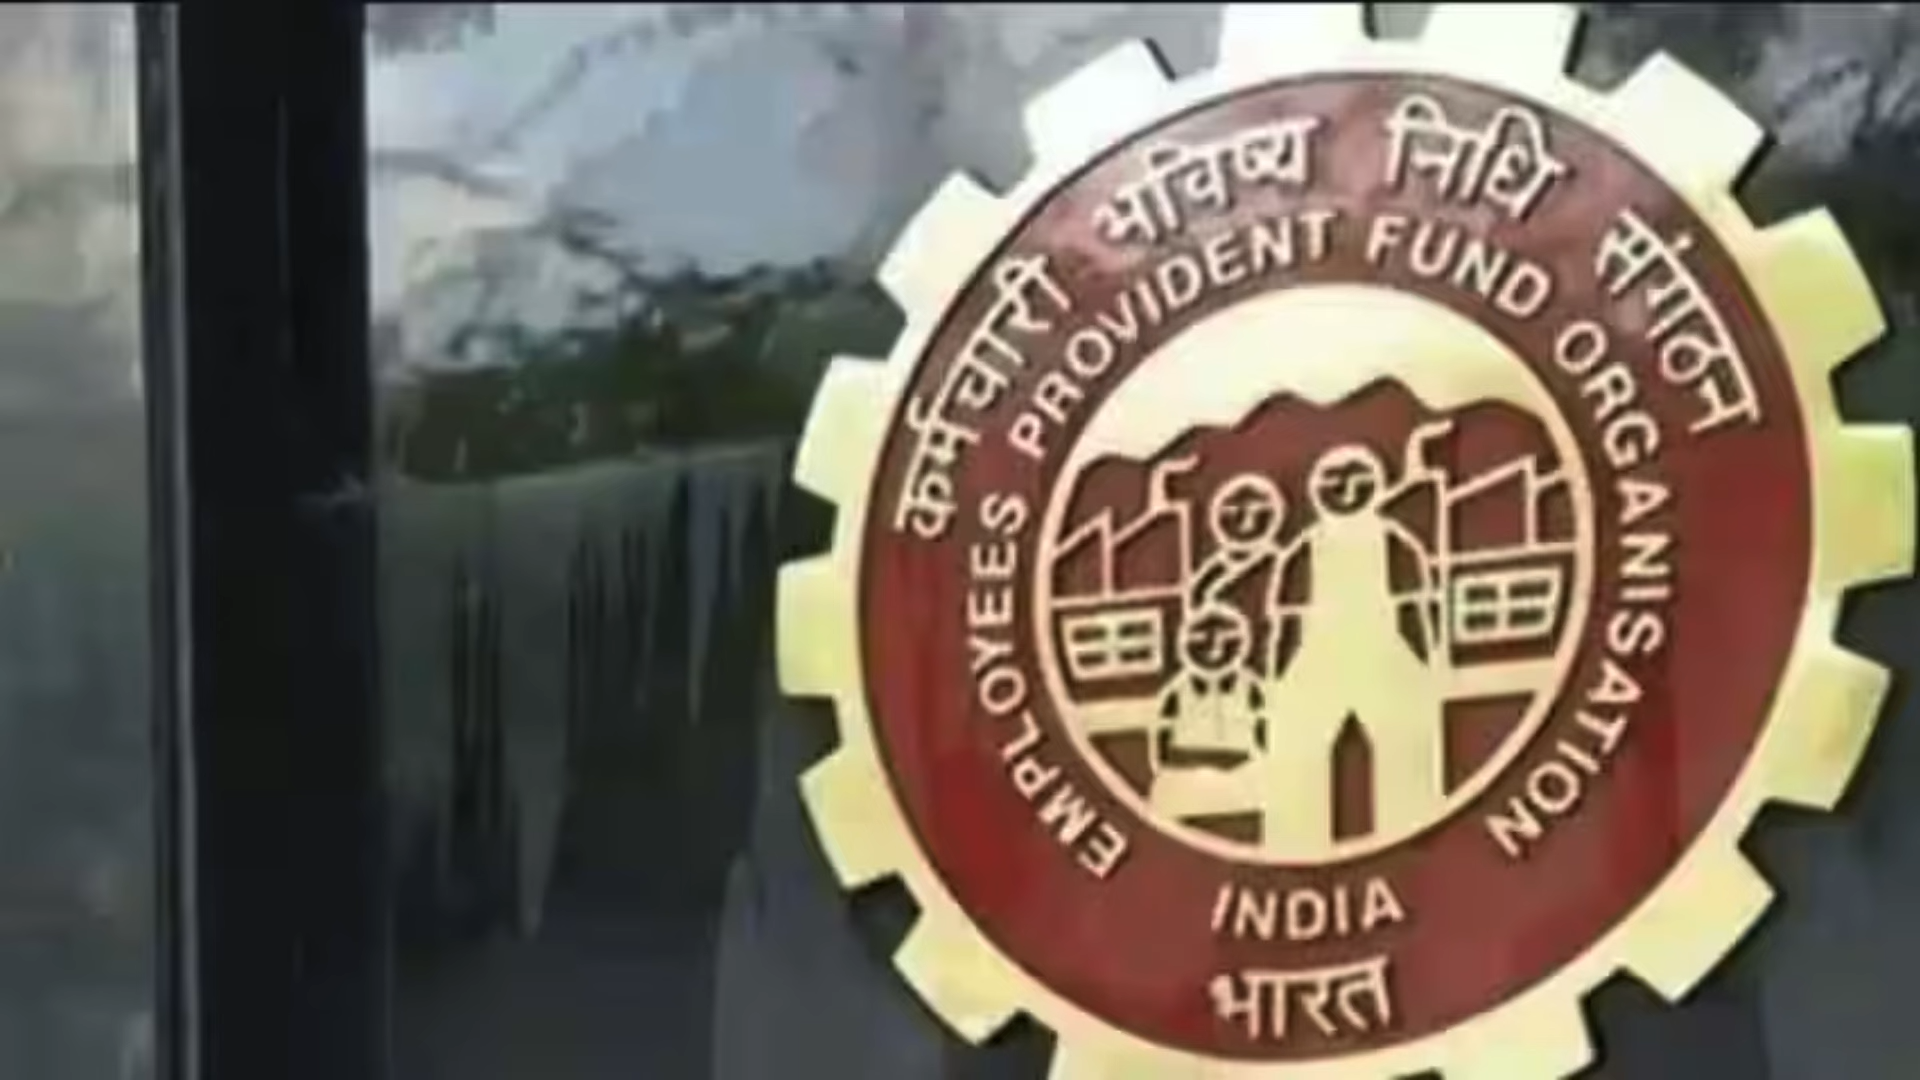 कर्मचारी भविष्य निधि संगठन
EMPLOYEES PROVIDENT FUND ORGANISATION
INDIA
भारत